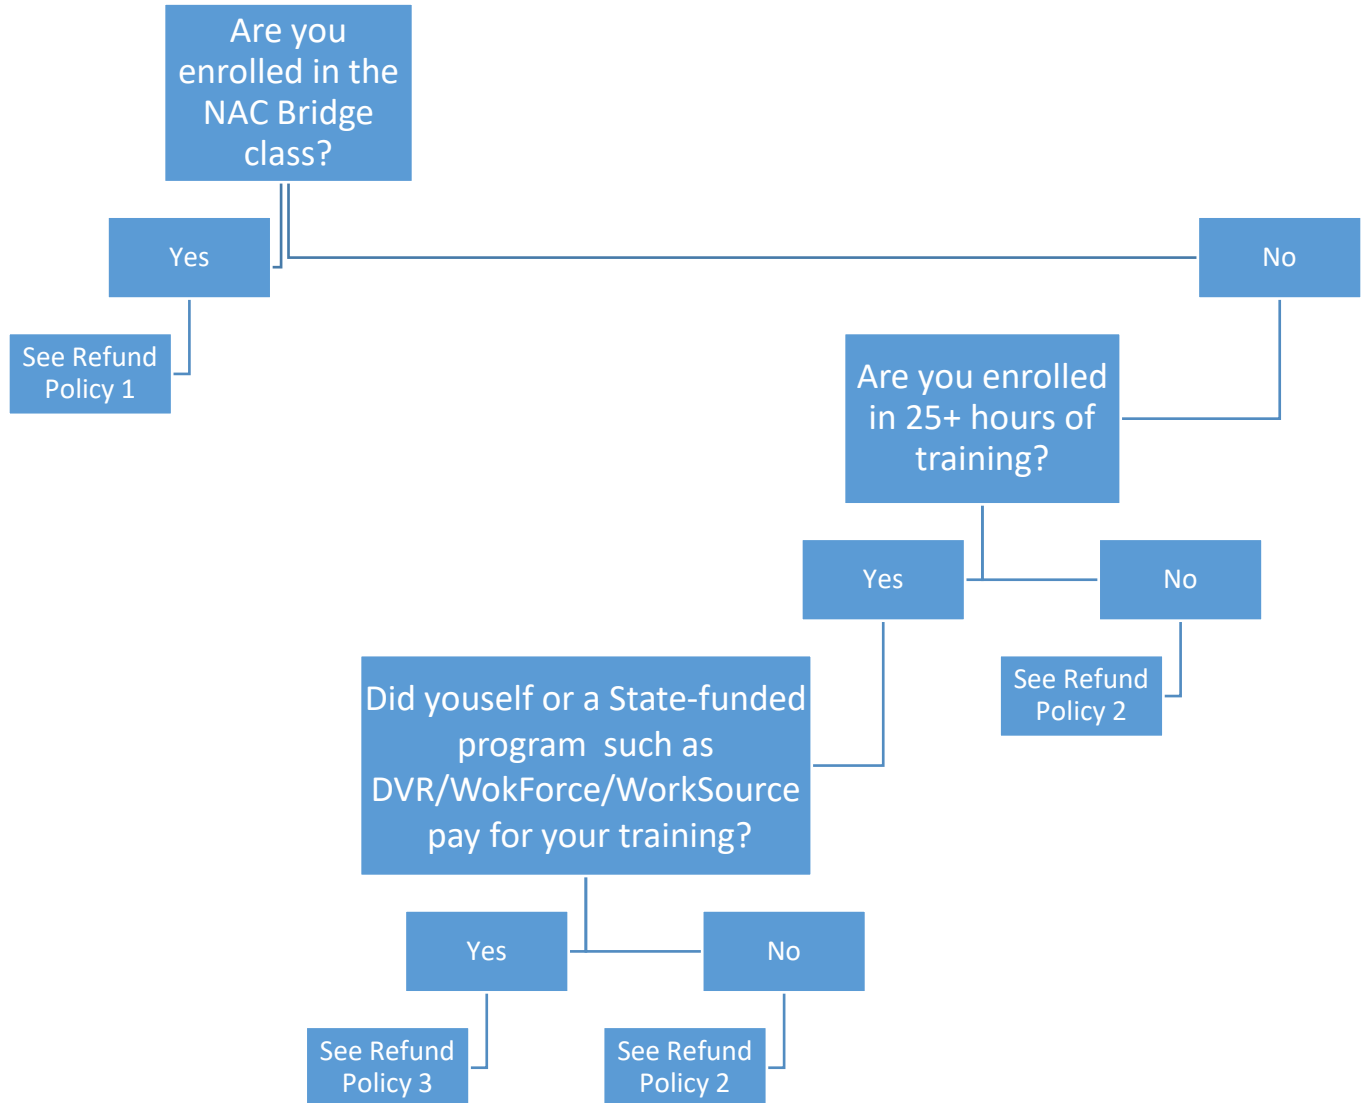 Are you
enrolled in the
NAC Bridge
class?
Yes
No
See Refund
Policy 1
Are you enrolled
in 25+ hours of
training?
Yes
No
See Refund
Policy 2
Did youself or a State-funded
program such as
DVR/WokForce/WorkSource
pay for your training?
Yes
No
See Refund
Policy 3
See Refund
Policy 2